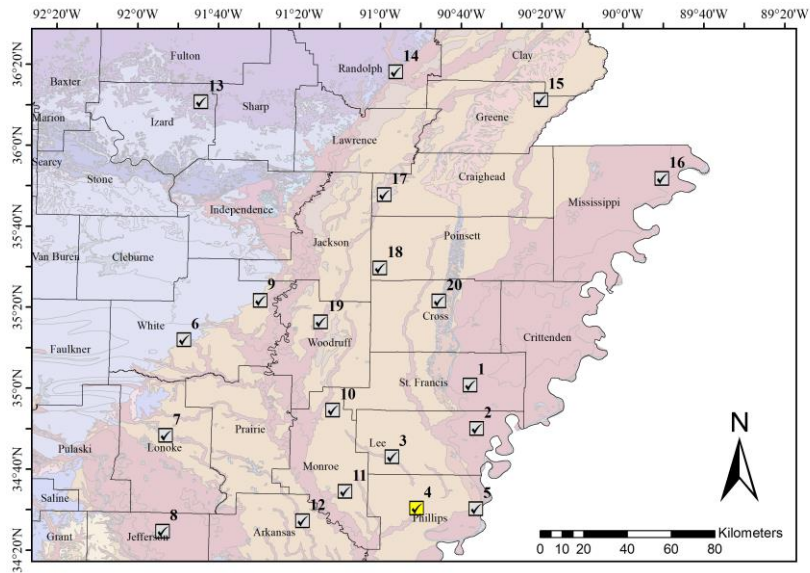 92°20'W 92°0'W 91°40'W 91°20'W 91°0'W 90°40'W 90°20'W 90°0'W 89°40'W 89°20'W
36°20'N
36°0'N
35°40'N
35°20'N
35°0'N
34°40'N
34°20'N
Fulton
14
Clay
Randolph
Baxter
13
15
Sharp
Marion
Izard
Greene
Lawrence
Searcy
16
Stone
17
Craighead
Mississippi
Independence
Poinsett
Jackson
18
Van Buren
Cleburne
9
20
19
Cross
White
6
Woodruff
Crittenden
Faulkner
1
St. Francis
10
2
7
Prairie
Lee
3
N
Lonoke
Pulaski
Monroe
11
Saline
4
5
12
Phillips
8
Kilometers
Grant
Jefferson
Arkansas
0 10 20 40 60 80